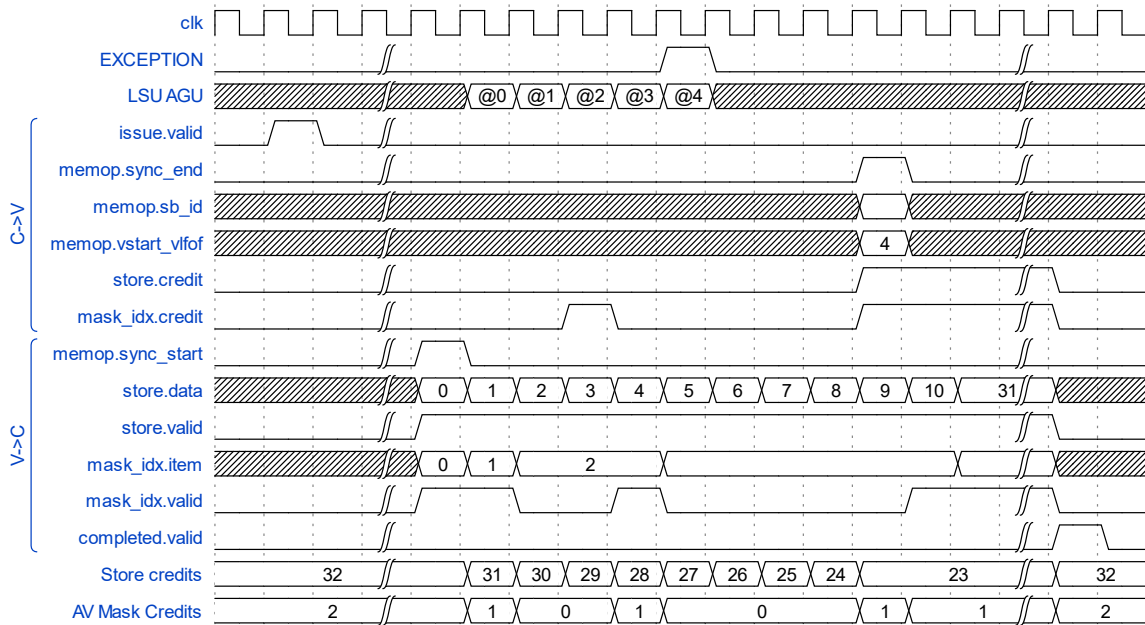 clk
EXCEPTION
LSU AGU @0 @1 @2 @3 @4
C->V
issue.valid
memop.sync_end
memop.sb_id
memop.vstart_vlfof 4
store.credit
mask_idx.credit
V->C
memop.sync_start
store.data 0 1 2 3 4 5 6 7 8 9 10 31
store.valid
mask_idx.item 0 1 2
mask_idx.valid
completed.valid
Store credits 32 31 30 29 28 27 26 25 24 23 32
AV Mask Credits 2 1 0 1 0 1 1 2